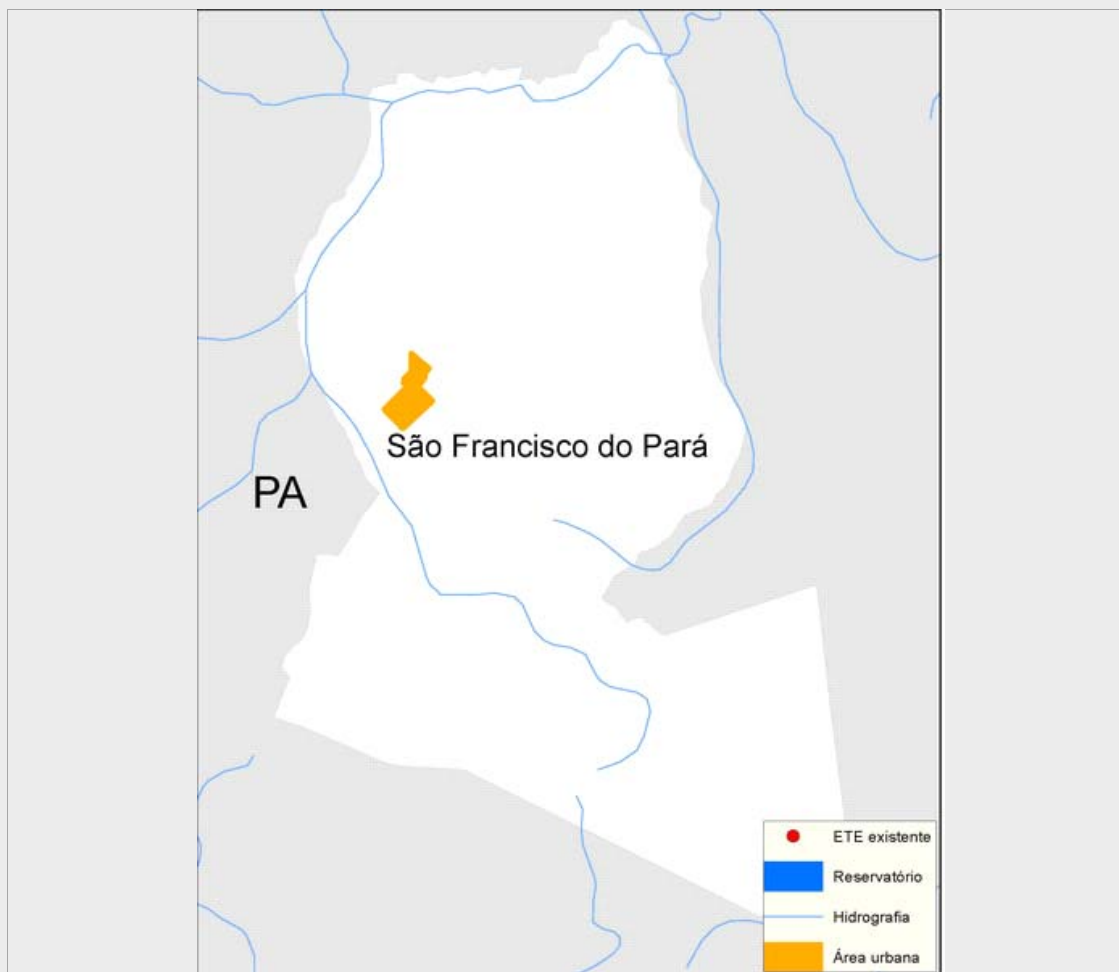 São Francisco do Pará
PA
ETE existente
Reservatório
Hidrografia
Área urbana